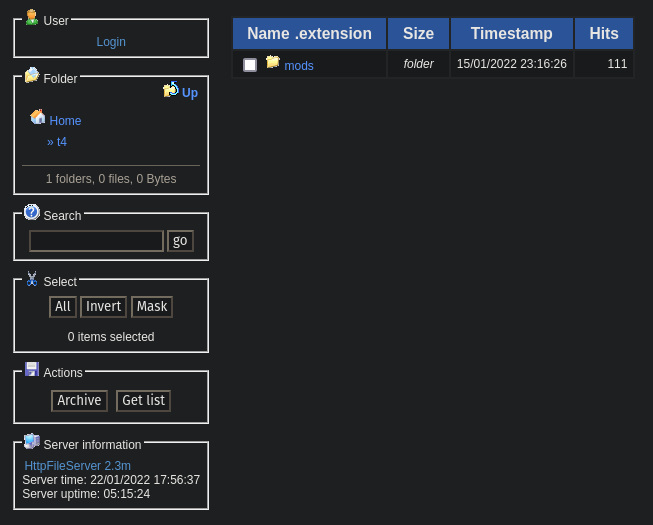 User
Login
Folder
Up
Home
» t4
1 folders, 0 files, 0 Bytes
Search
go
Select
All Invert Mask
0 items selected
Actions
Archive Get list
Server information
HttpFileServer 2.3m
Server time: 22/01/2022 17:56:37
Server uptime: 05:15:24
Name .extension Size Timestamp Hits
mods folder 15/01/2022 23:16:26 111